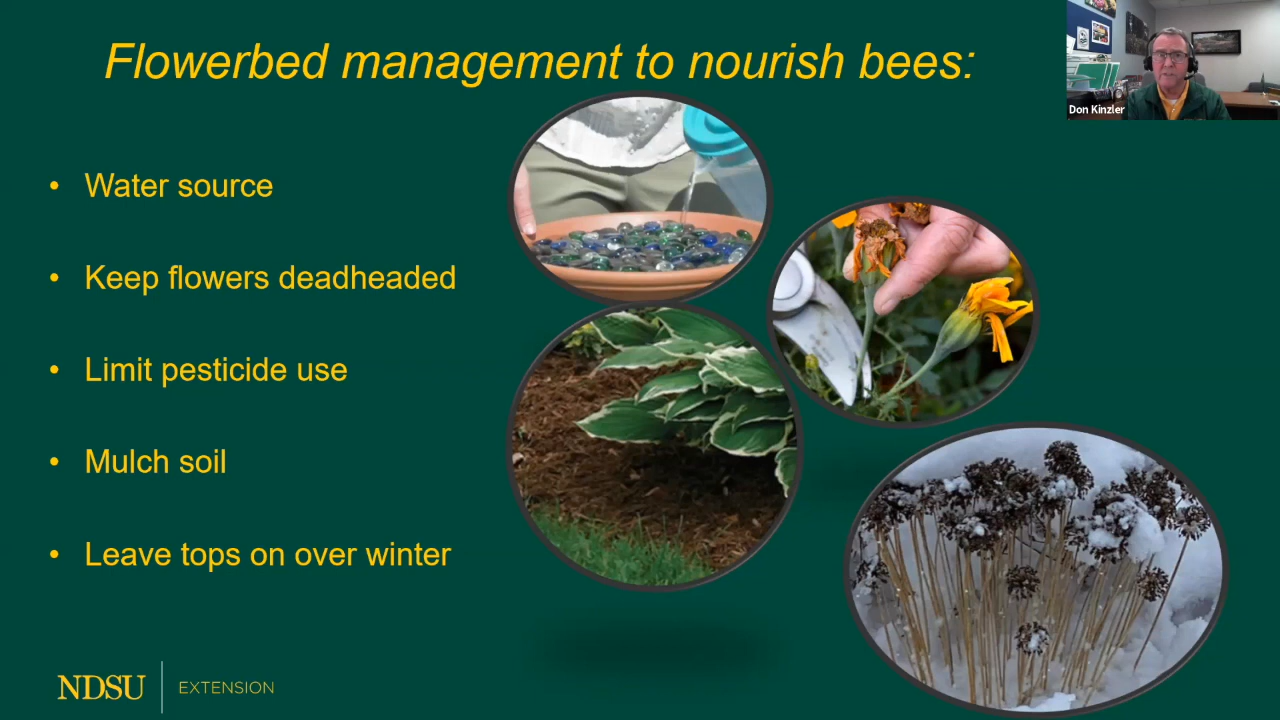 Flowerbed management to nourish bees:
Don Kinzler
• Water source
• Keep flowers deadheaded
• Limit pesticide use
• Mulch soil
• Leave tops on over winter
NDSU EXTENSION